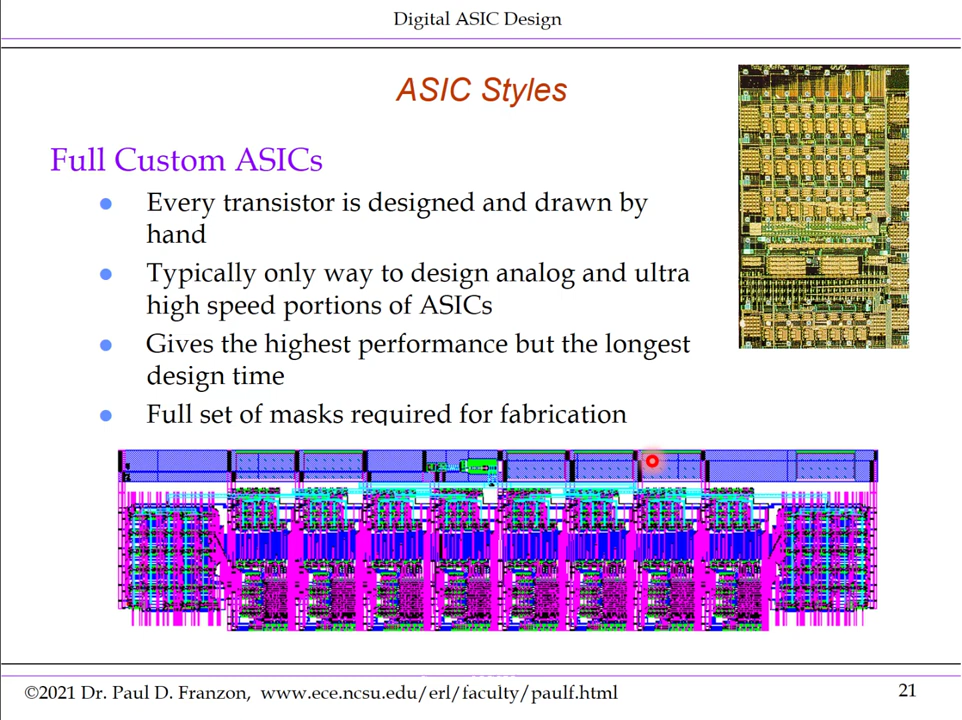 Digital ASIC Design
ASIC Styles
Full Custom ASICs
Every transistor is designed and drawn by
hand
Typically only way to design analog and ultra
high speed portions of ASICs
Gives the highest performance but the longest
design time
Full set of masks required for fabrication
©2021 Dr. Paul D. Franzon, www.ece.ncsu.edu/erl/faculty/paulf.html
21